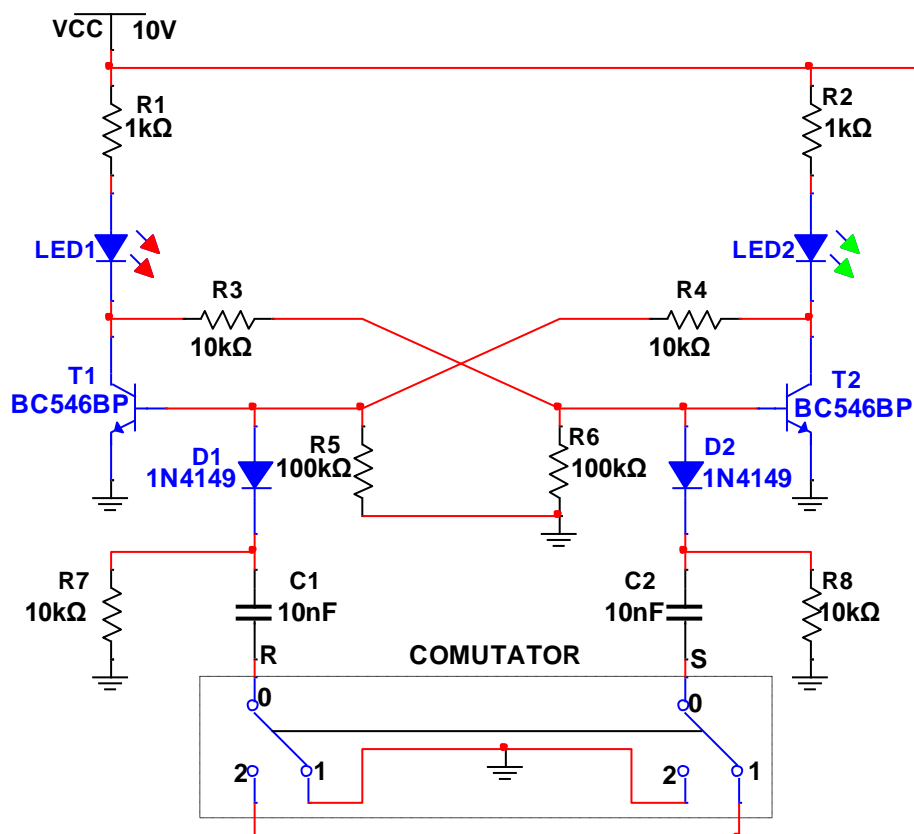 VCC 10V
R1
1kΩ
R2
1kΩ
LED1
LED2
R3
10kΩ
R4
10kΩ
T1
BC546BP
T2
BC546BP
D1
1N4149
R5
100kΩ
R6
100kΩ
D2
1N4149
R7
10kΩ
C1
10nF
C2
10nF
R8
10kΩ
R
COMUTATOR
S
0
0
2
1
2
1